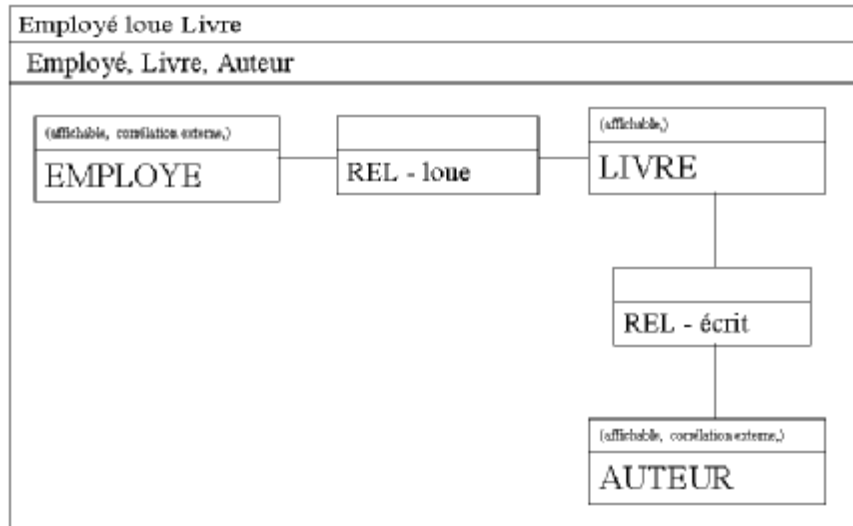 Employé loue Livre
Employé, Livre, Auteur
(affichable, corrélation externe,)
EMPLOYE
REL - loue
(affichable,)
LIVRE
REL - écrit
(affichable, corrélation externe,)
AUTEUR